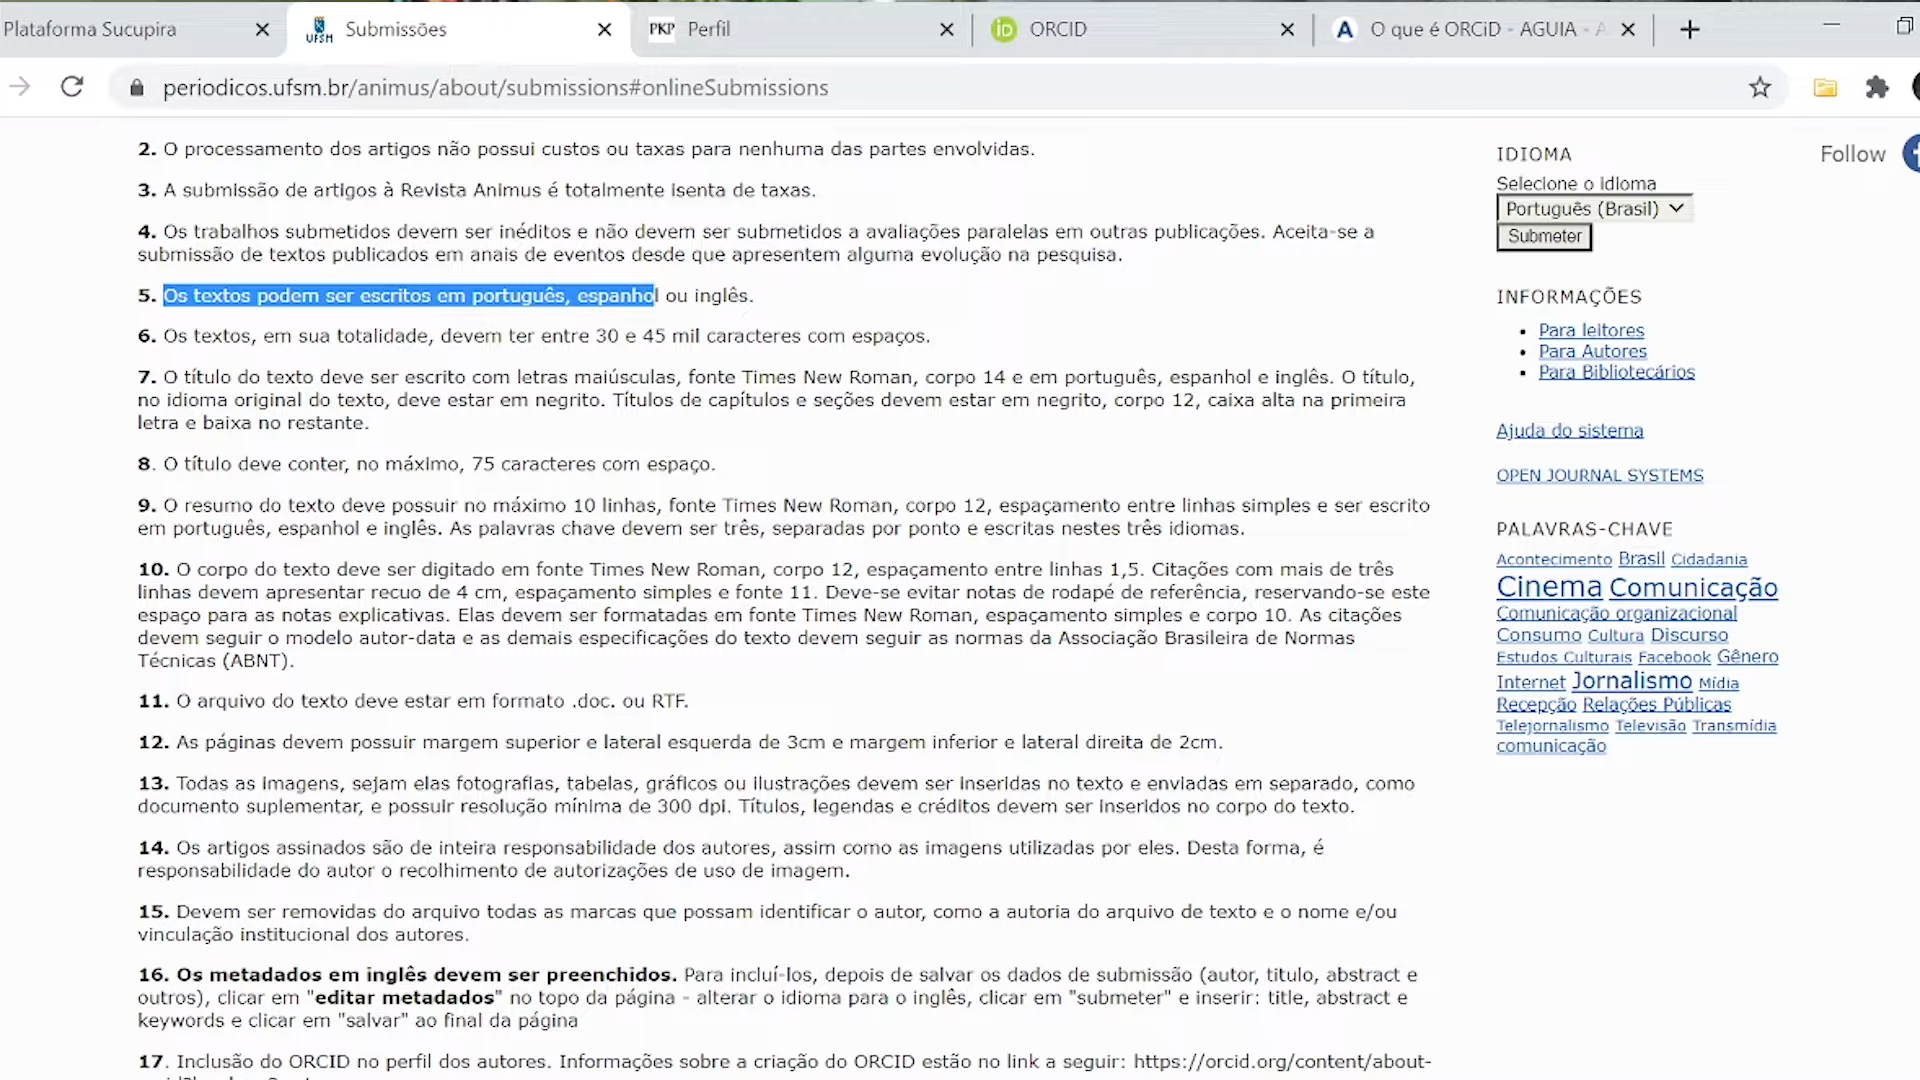 Plataforma Sucupira
UFSM
Submissões
PKP
Perfil
iD
ORCID
A
O que é ORCiD - AGUIA - A
periodicos.ufsm.br/animus/about/submissions#onlineSubmissions
2. O processamento dos artigos não possui custos ou taxas para nenhuma das partes envolvidas.
3. A submissão de artigos à Revista Animus é totalmente isenta de taxas.
4. Os trabalhos submetidos devem ser inéditos e não devem ser submetidos a avaliações paralelas em outras publicações. Aceita-se a
submissão de textos publicados em anais de eventos desde que apresentem alguma evolução na pesquisa.
5. Os textos podem ser escritos em português, espanhol ou inglês.
6. Os textos, em sua totalidade, devem ter entre 30 e 45 mil caracteres com espaços.
7. O título do texto deve ser escrito com letras maiúsculas, fonte Times New Roman, corpo 14 e em português, espanhol e inglês. O título,
no idioma original do texto, deve estar em negrito. Títulos de capítulos e seções devem estar em negrito, corpo 12, caixa alta na primeira
letra e baixa no restante.
8. O título deve conter, no máximo, 75 caracteres com espaço.
9. O resumo do texto deve possuir no máximo 10 linhas, fonte Times New Roman, corpo 12, espaçamento entre linhas simples e ser escrito
em português, espanhol e inglês. As palavras chave devem ser três, separadas por ponto e escritas nestes três idiomas.
10. O corpo do texto deve ser digitado em fonte Times New Roman, corpo 12, espaçamento entre linhas 1,5. Citações com mais de três
linhas devem apresentar recuo de 4 cm, espaçamento simples e fonte 11. Deve-se evitar notas de rodapé de referência, reservando-se este
espaço para as notas explicativas. Elas devem ser formatadas em fonte Times New Roman, espaçamento simples e corpo 10. As citações
devem seguir o modelo autor-data e as demais especificações do texto devem seguir as normas da Associação Brasileira de Normas
Técnicas (ABNT).
11. O arquivo do texto deve estar em formato .doc. ou RTF.
12. As páginas devem possuir margem superior e lateral esquerda de 3cm e margem inferior e lateral direita de 2cm.
13. Todas as imagens, sejam elas fotografias, tabelas, gráficos ou ilustrações devem ser inseridas no texto e enviadas em separado, como
documento suplementar, e possuir resolução mínima de 300 dpi. Títulos, legendas e créditos devem ser inseridos no corpo do texto.
14. Os artigos assinados são de inteira responsabilidade dos autores, assim como as imagens utilizadas por eles. Desta forma, é
responsabilidade do autor o recolhimento de autorizações de uso de imagem.
15. Devem ser removidas do arquivo todas as marcas que possam identificar o autor, como a autoria do arquivo de texto e o nome e/ou
vinculação institucional dos autores.
16. Os metadados em inglês devem ser preenchidos. Para incluí-los, depois de salvar os dados de submissão (autor, titulo, abstract e
outros), clicar em "editar metadados" no topo da página - alterar o idioma para o inglês, clicar em "submeter" e inserir: title, abstract e
keywords e clicar em "salvar" ao final da página
17. Inclusão do ORCID no perfil dos autores. Informações sobre a criação do ORCID estão no link a seguir: https://orcid.org/content/about-
IDIOMA
Selecione o idioma
Português (Brasil)
Submeter
INFORMAÇÕES
Para leitores
Para Autores
Para Bibliotecários
Ajuda do sistema
OPEN JOURNAL SYSTEMS
PALAVRAS-CHAVE
Acontecimento Brasil Cidadania
Cinema Comunicação
Comunicação organizacional
Consumo Cultura Discurso
Estudos Culturais Facebook Gênero
Internet Jornalismo Mídia
Recepção Relações Públicas
Telejornalismo Televisão Transmídia
comunicação
Follow